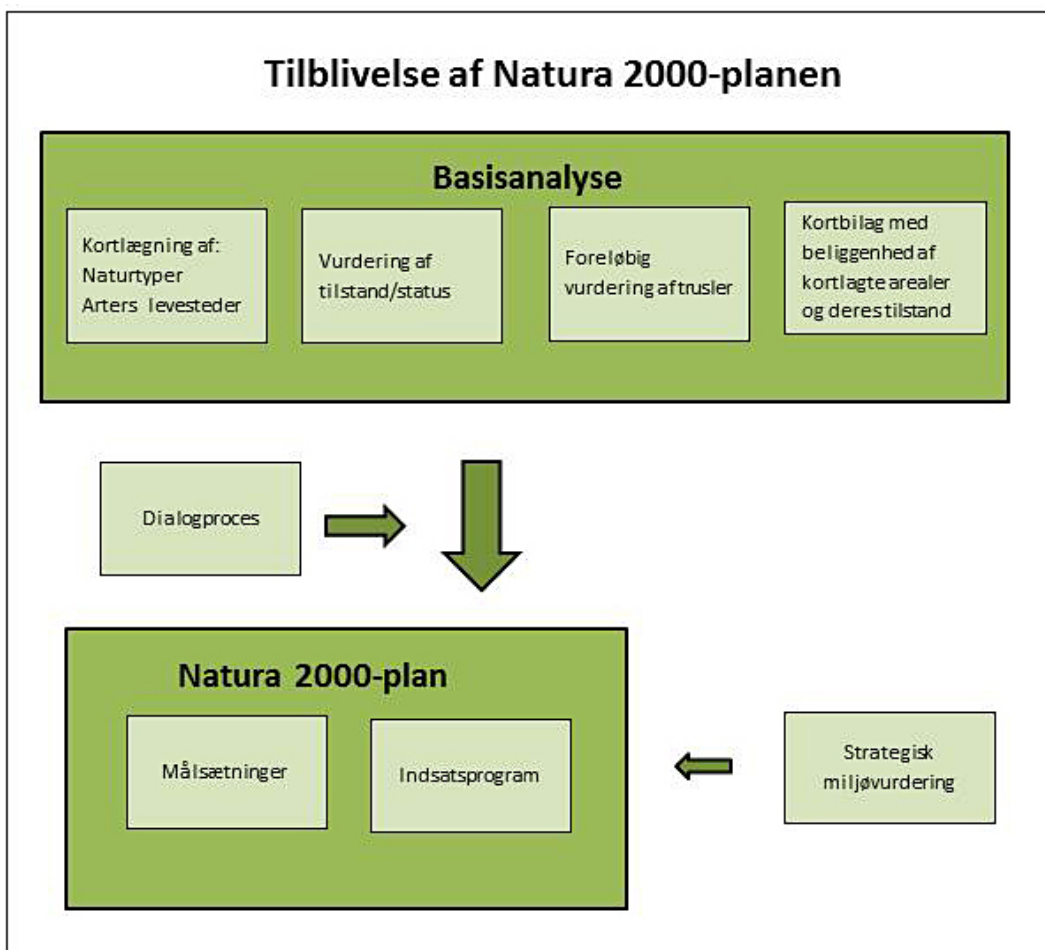 Tilblivelse af Natura 2000-planen
Basisanalyse
Kortlægning af:
Naturtyper
Arters levesteder
Vurdering af
tilstand/status
Foreløbig
vurdering af trusler
Kortbilag med
beliggenhed af
kortlagte arealer
og deres tilstand
Dialogproces
Natura 2000-plan
Målsætninger
Indsatsprogram
Strategisk
miljøvurdering